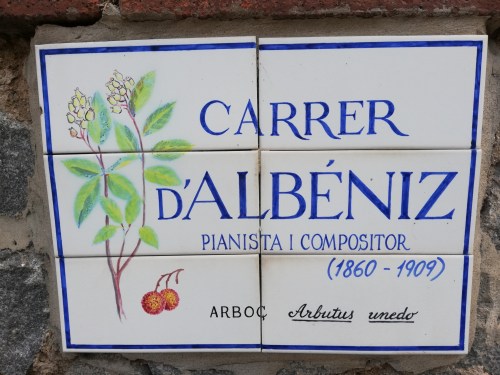 CARRER
D'ALBÉNIZ
PIANISTA I COMPOSITOR
(1860 - 1909)
ARBOÇ Arbutus unedo